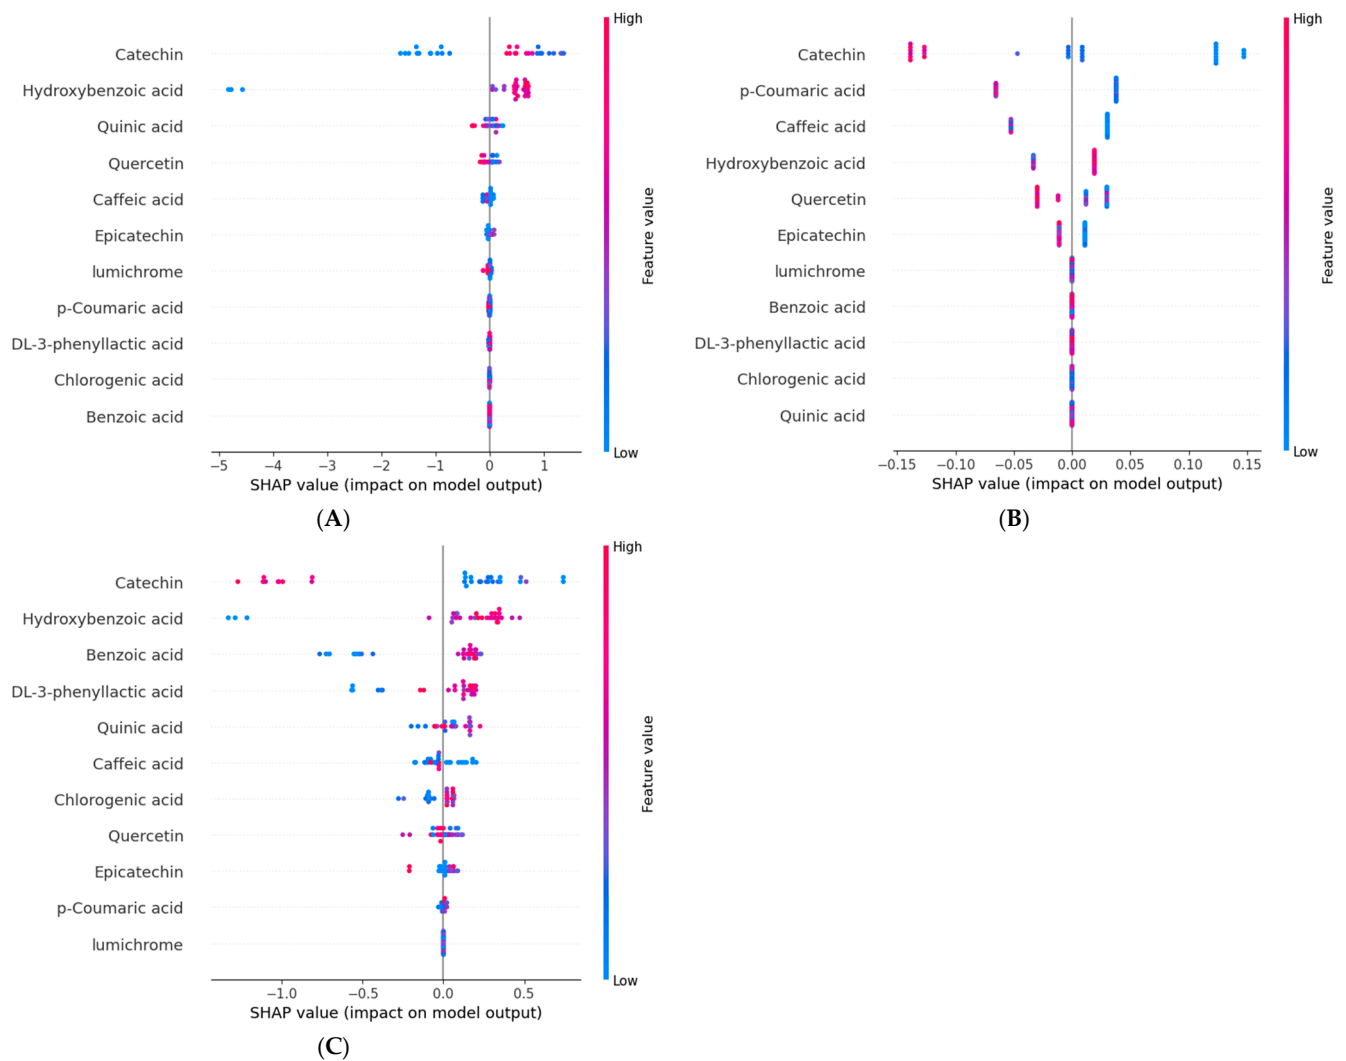 High
Catechin
Hydroxybenzoic acid
Quinic acid
Quercetin
Caffeic acid
Epicatechin
lumichrome
p-Coumaric acid
DL-3-phenyllactic acid
Chlorogenic acid
Benzoic acid
Feature value
Low
−5 −4 −3 −2 −1 0 1
SHAP value (impact on model output)
(A)
High
Catechin
p-Coumaric acid
Caffeic acid
Hydroxybenzoic acid
Quercetin
Epicatechin
lumichrome
Benzoic acid
DL-3-phenyllactic acid
Chlorogenic acid
Quinic acid
Feature value
Low
−0.15 −0.10 −0.05 0.00 0.05 0.10 0.15
SHAP value (impact on model output)
(B)
High
Catechin
Hydroxybenzoic acid
Benzoic acid
DL-3-phenyllactic acid
Quinic acid
Caffeic acid
Chlorogenic acid
Quercetin
Epicatechin
p-Coumaric acid
lumichrome
Feature value
Low
−1.0 −0.5 0.0 0.5
SHAP value (impact on model output)
(C)